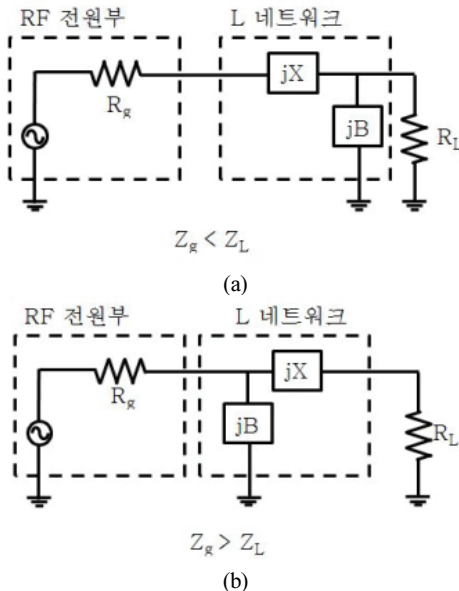 RF 전원부 L 네트워크
R_g jX
jB R_L
Z_g < Z_L
(a)
RF 전원부 L 네트워크
R_g jX
jB R_L
Z_g > Z_L
(b)